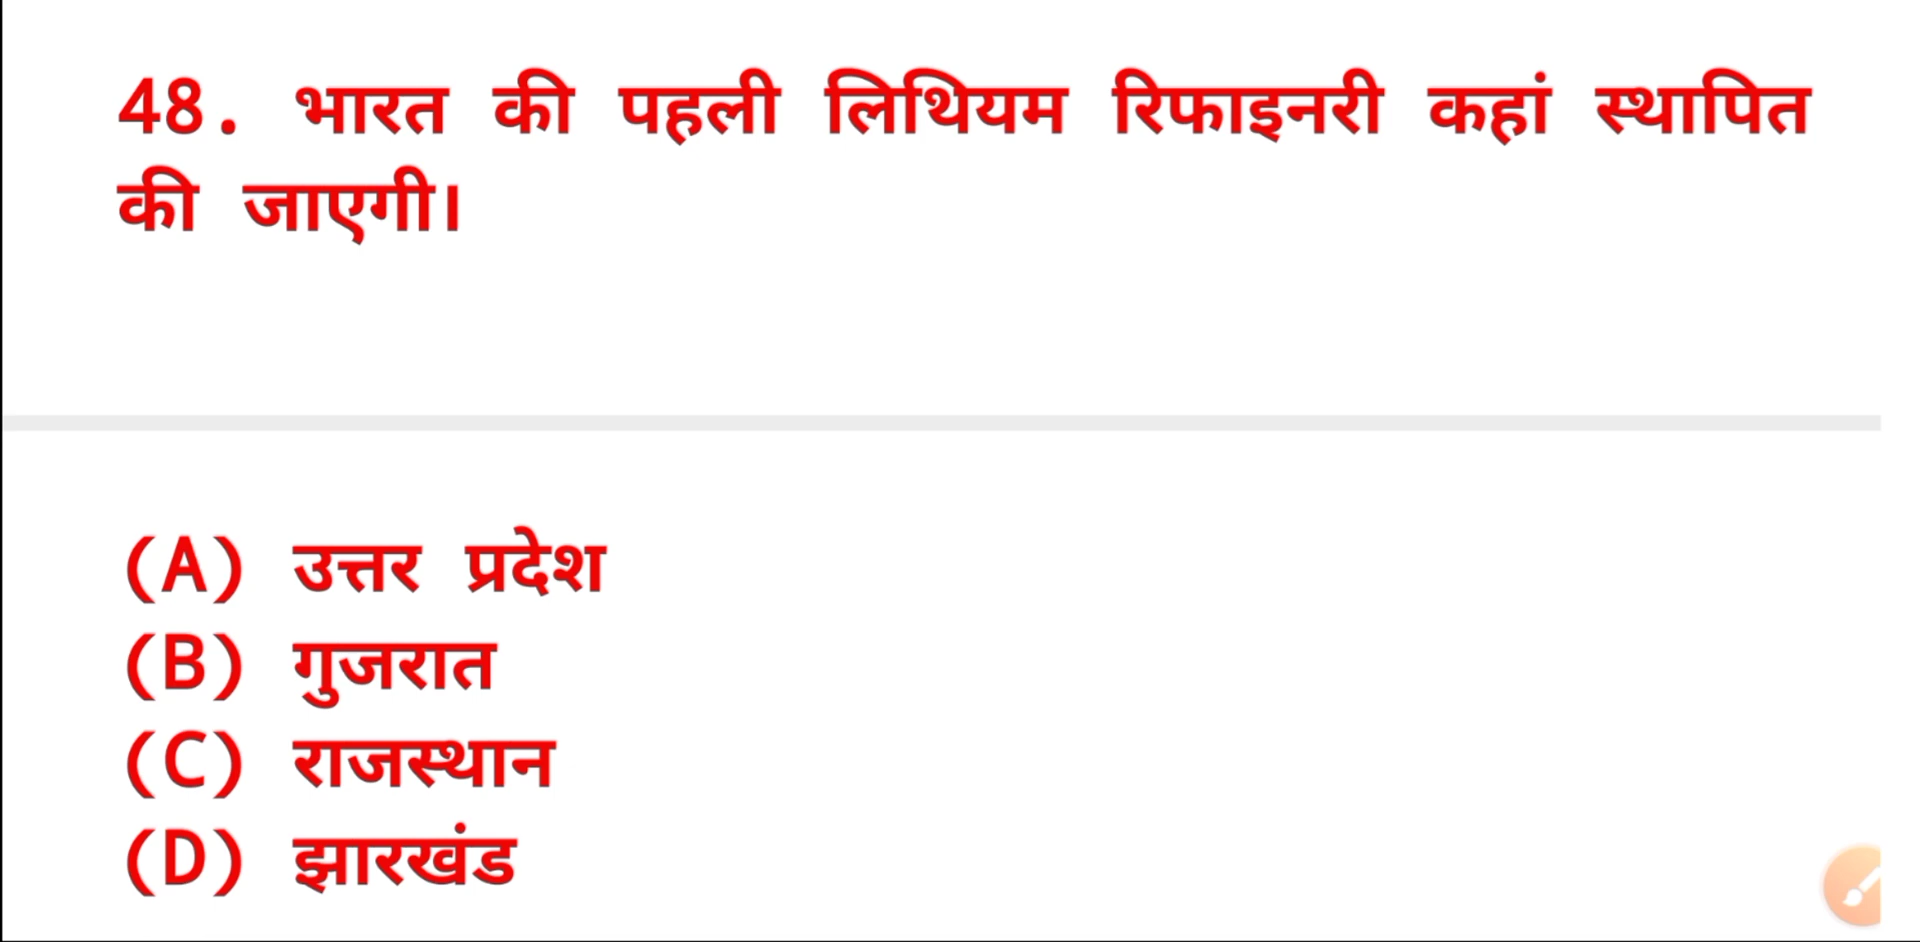 48. भारत की पहली लिथियम रिफाइनरी कहां स्थापित
की जाएगी।
(A) उत्तर प्रदेश
(B) गुजरात
(C) राजस्थान
(D) झारखंड